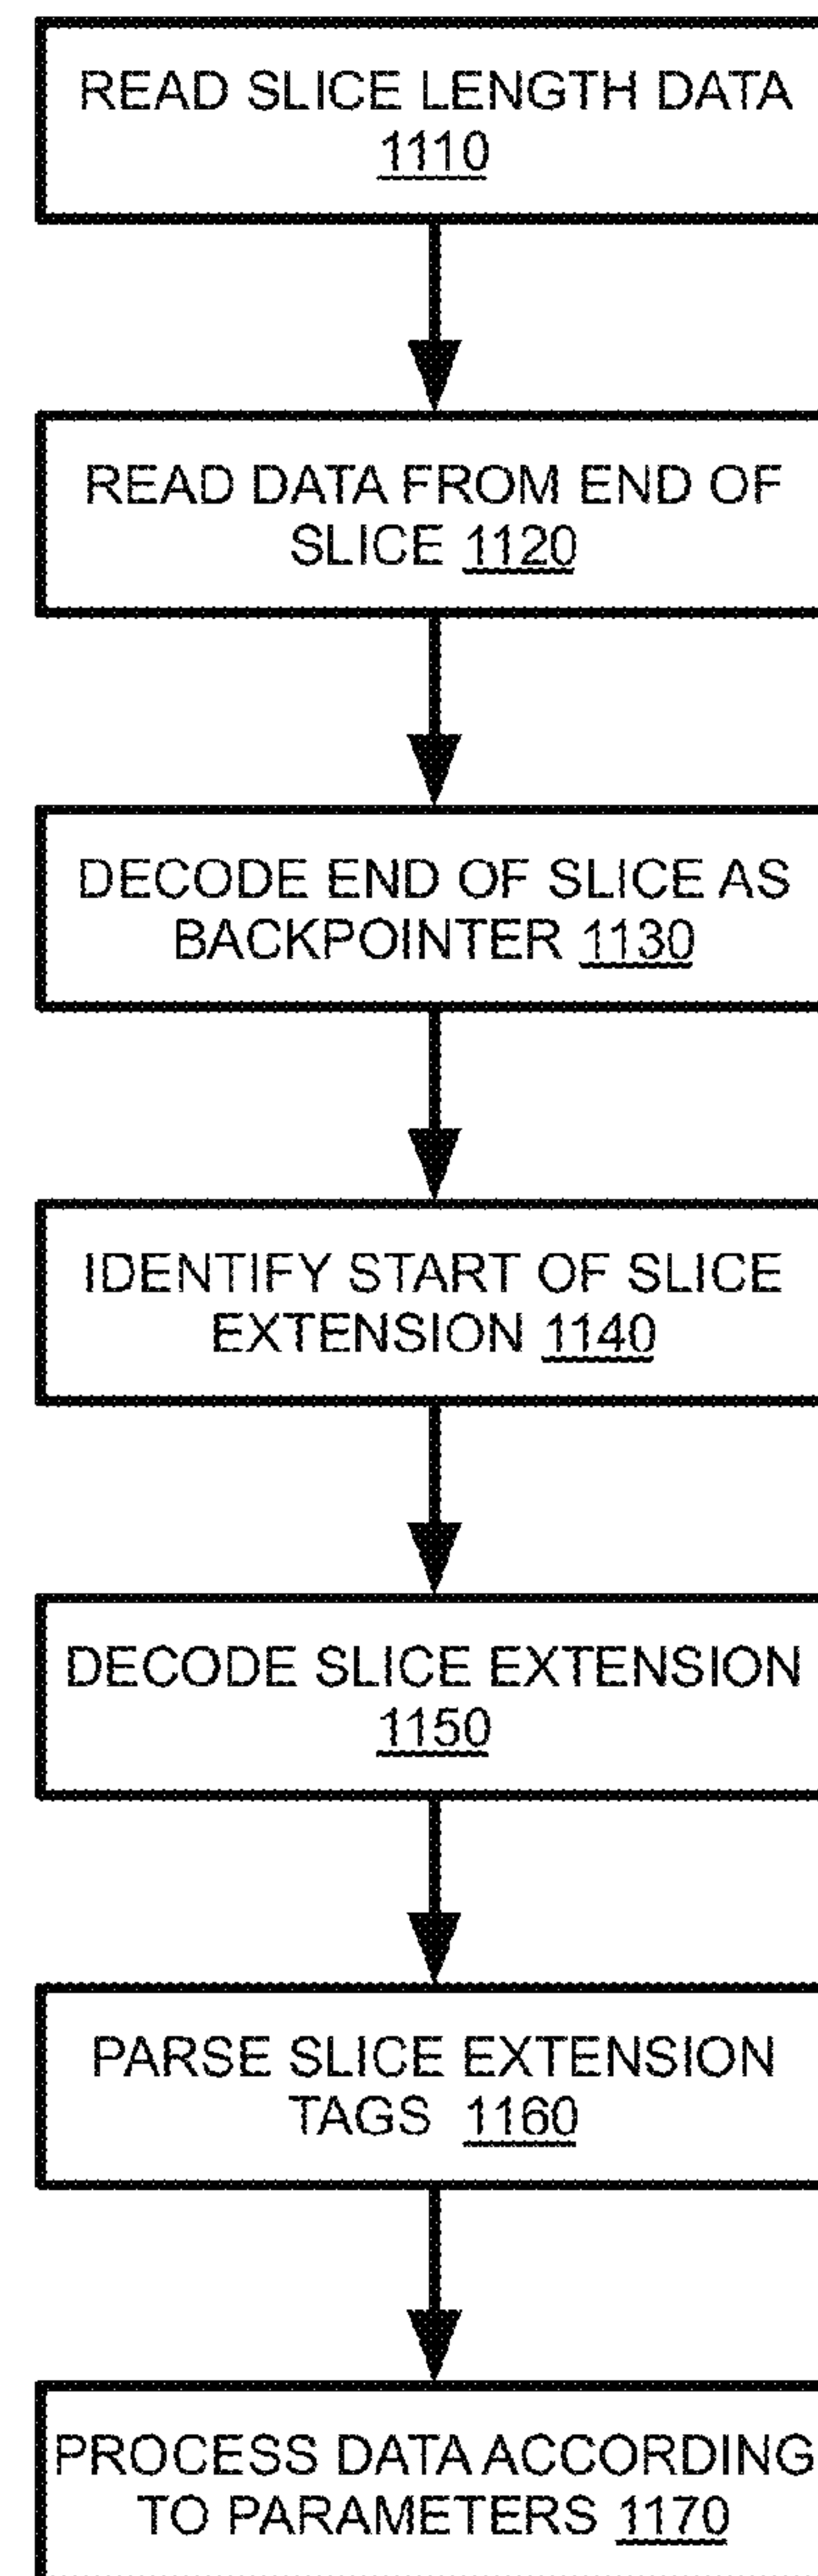 READ SLICE LENGTH DATA
1110
READ DATA FROM END OF
SLICE 1120
DECODE END OF SLICE AS
BACKPOINTER 1130
IDENTIFY START OF SLICE
EXTENSION 1140
DECODE SLICE EXTENSION
1150
PARSE SLICE EXTENSION
TAGS 1160
PROCESS DATA ACCORDING
TO PARAMETERS 1170